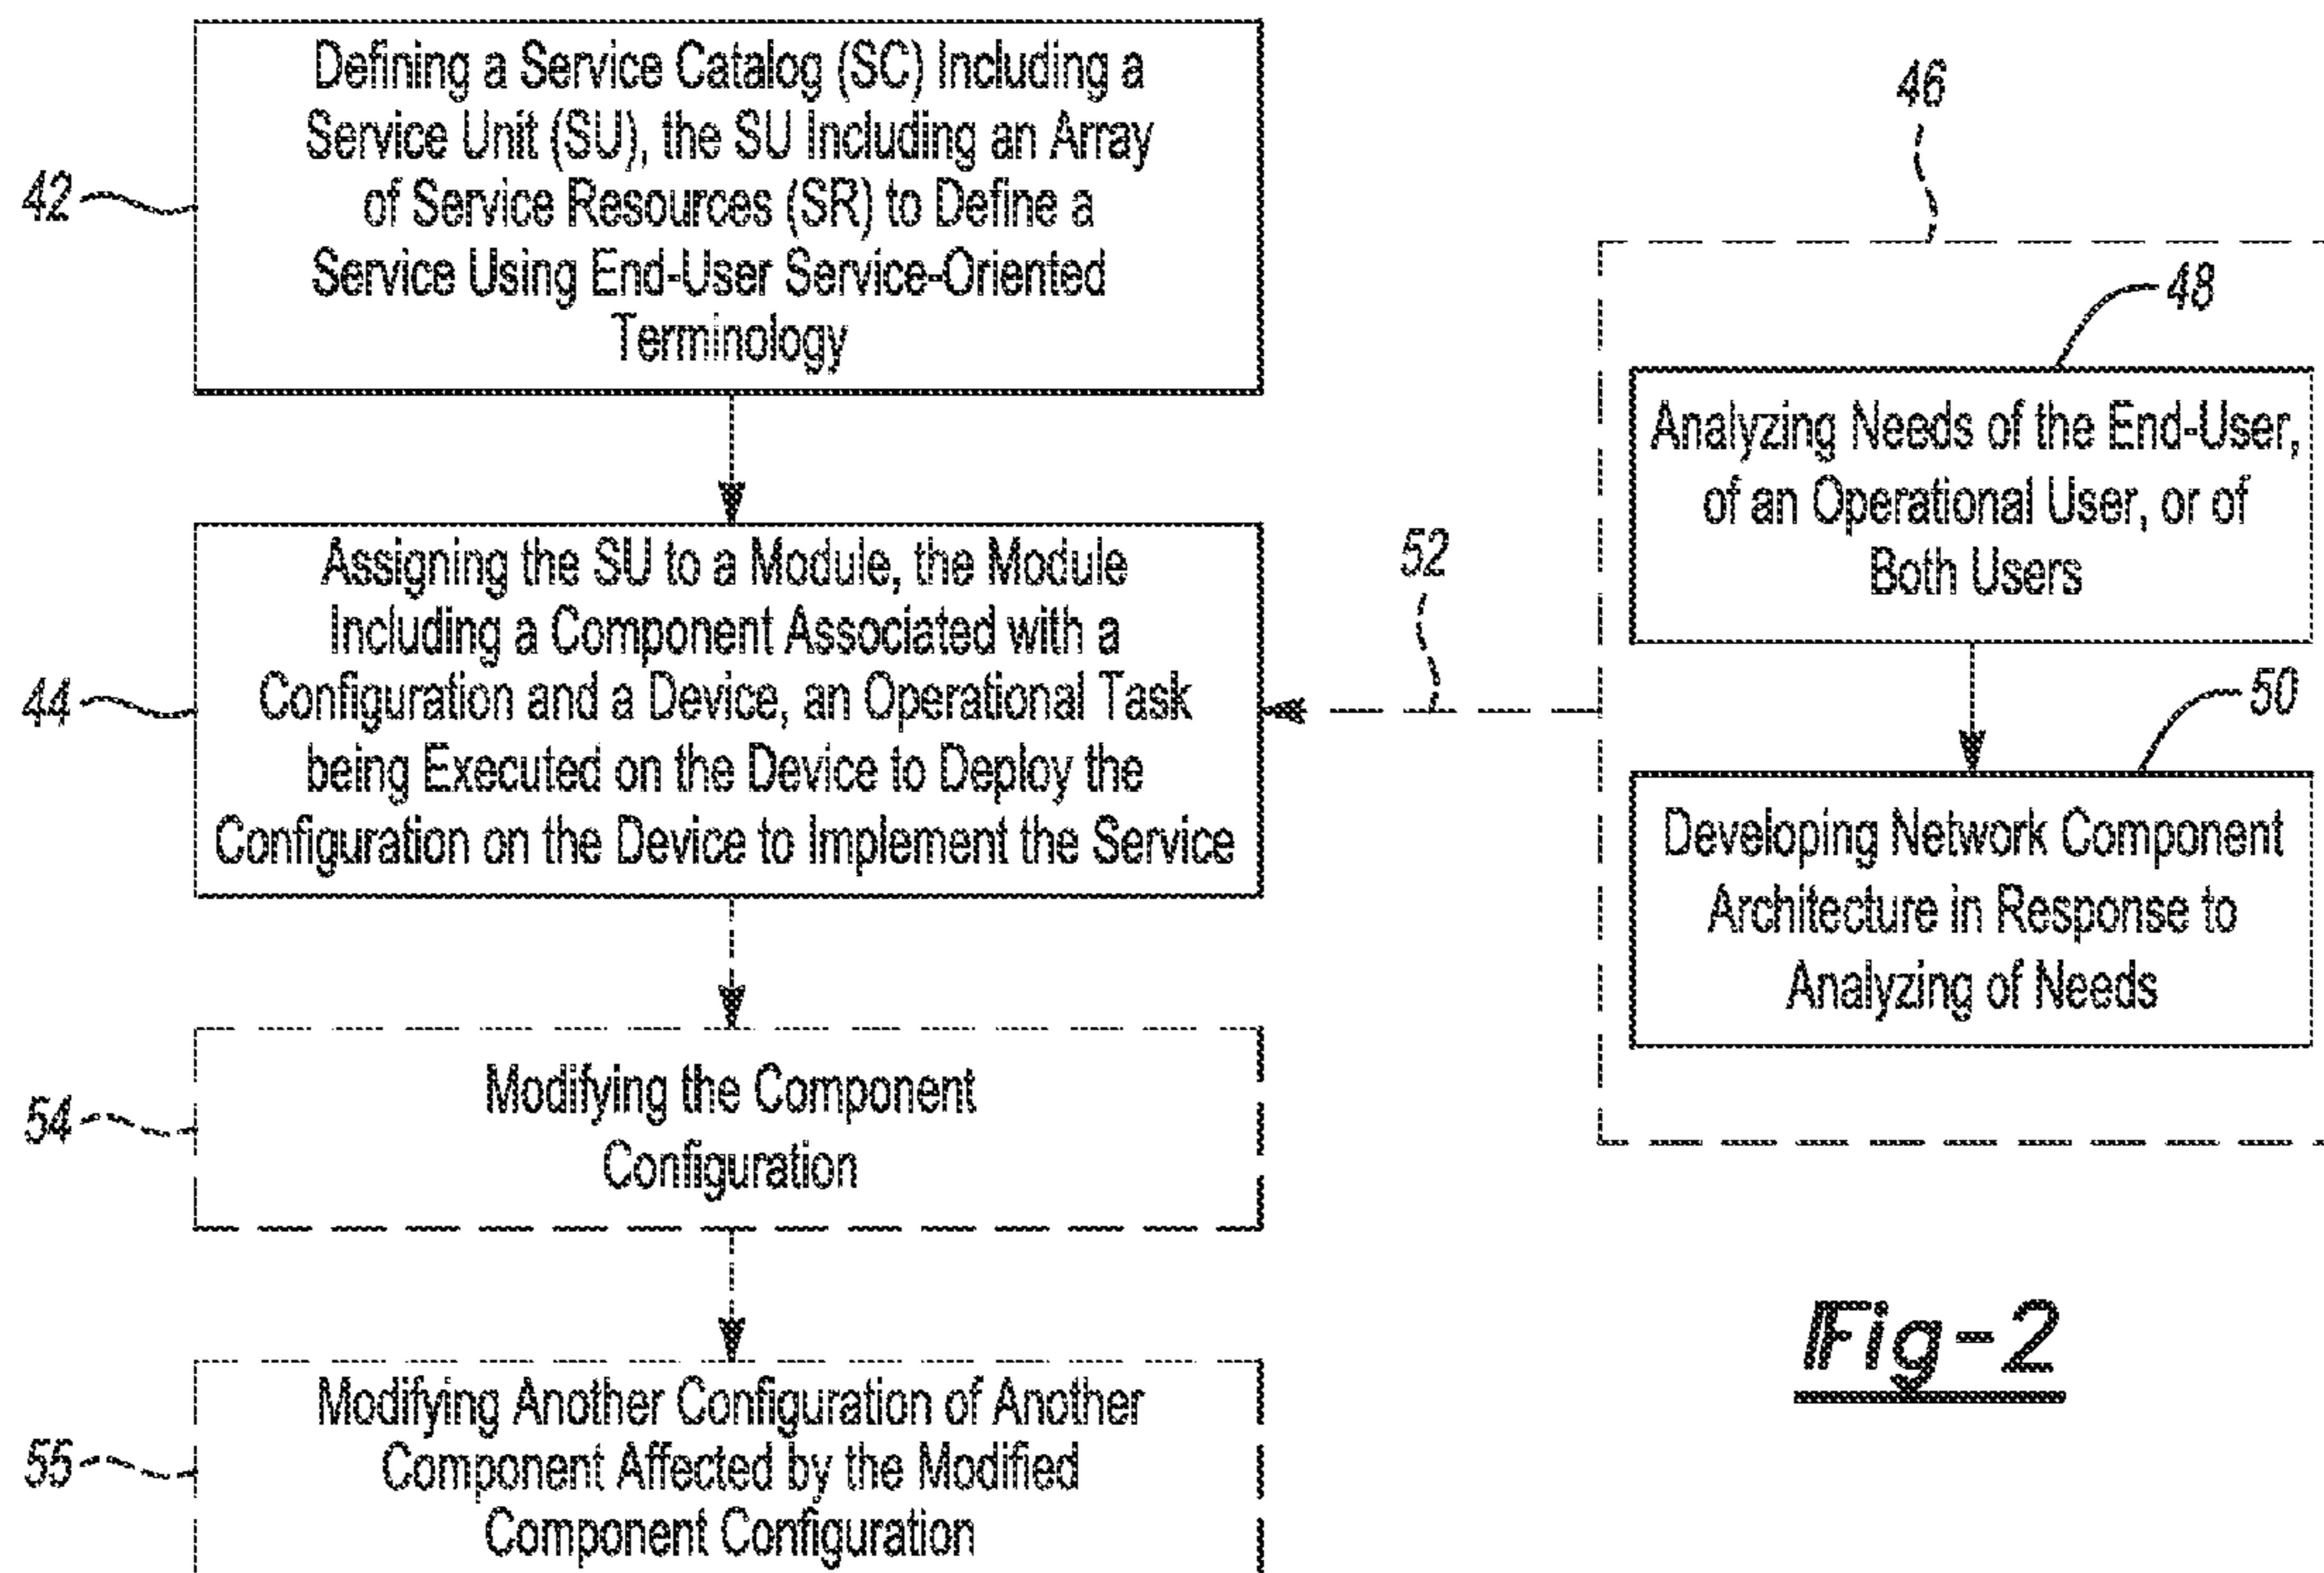 42
Defining a Service Catalog (SC) Including a
Service Unit (SU), the SU Including an Array
of Service Resources (SR) to Define a
Service Using End-User Service-Oriented
Terminology
44
Assigning the SU to a Module, the Module
Including a Component Associated with a
Configuration and a Device, an Operational Task
being Executed on the Device to Deploy the
Configuration on the Device to Implement the Service
54
Modifying the Component
Configuration
55
Modifying Another Configuration of Another
Component Affected by the Modified
Component Configuration
46
48
Analyzing Needs of the End-User,
of an Operational User, or of
Both Users
52
50
Developing Network Component
Architecture in Response to
Analyzing of Needs
Fig-2